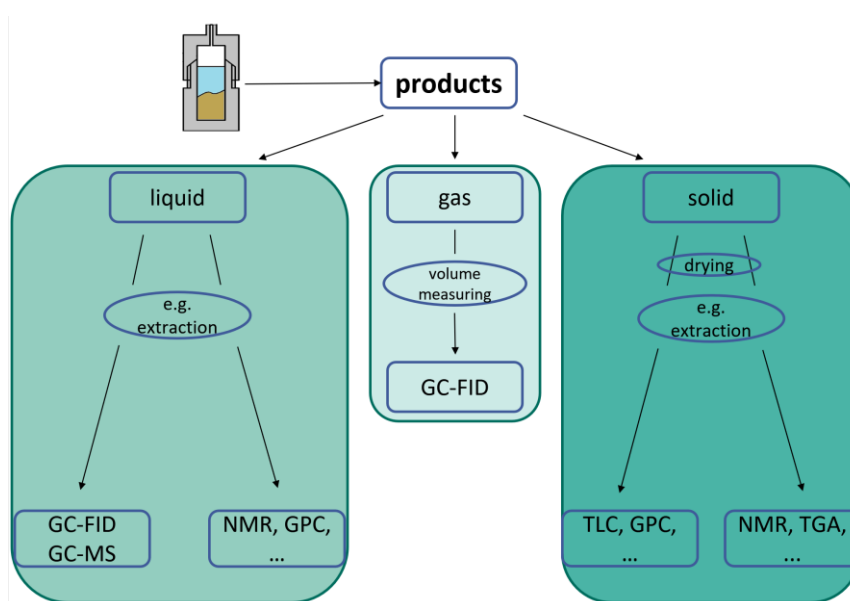 products
liquid
gas
solid
drying
volume
measuring
e.g.
extraction
e.g.
extraction
GC-FID
GC-FID
GC-MS
NMR, GPC,
...
TLC, GPC,
...
NMR, TGA,
...